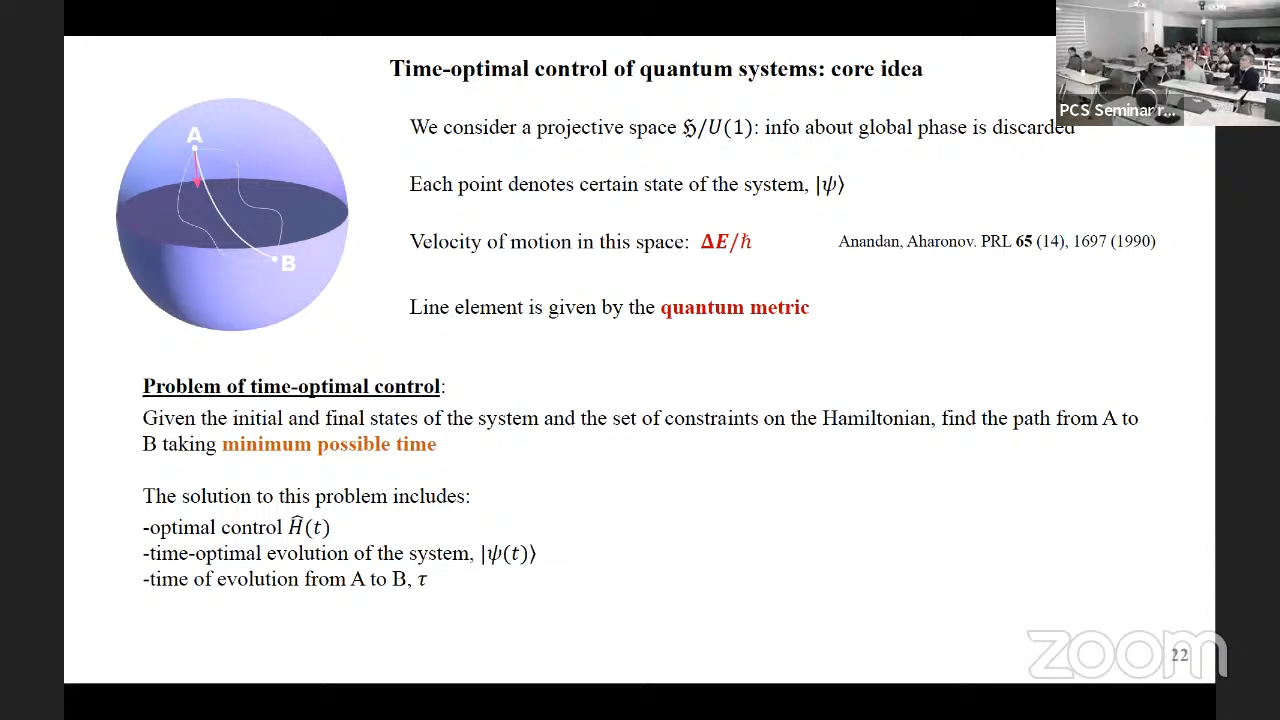 Time-optimal control of quantum systems: core idea
PCS Seminar r...
A
B
We consider a projective space ℌ/U(1): info about global phase is discarded
Each point denotes certain state of the system, |ψ⟩
Velocity of motion in this space: ΔE/ℏ
Anandan, Aharonov. PRL 65 (14), 1697 (1990)
Line element is given by the quantum metric
Problem of time-optimal control:
Given the initial and final states of the system and the set of constraints on the Hamiltonian, find the path from A to
B taking minimum possible time
The solution to this problem includes:
-optimal control Ĥ(t)
-time-optimal evolution of the system, |ψ(t)⟩
-time of evolution from A to B, τ
zoom
22